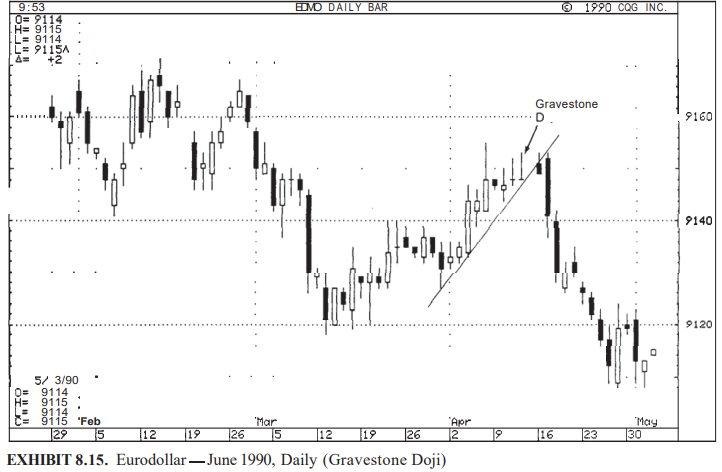 9:53 EDMO DAILY BAR © 1990 CQG INC.
O= 9114
H= 9115
L= 9114
L= 9115A
Δ= +2
Gravestone
D
9160
9140
9120
5/ 3/90
O= 9114
H= 9115
L= 9114
C= 9115
Feb Mar Apr May
29 5 12 19 26 5 12 19 26 2 9 16 23 30
EXHIBIT 8.15. Eurodollar—June 1990, Daily (Gravestone Doji)